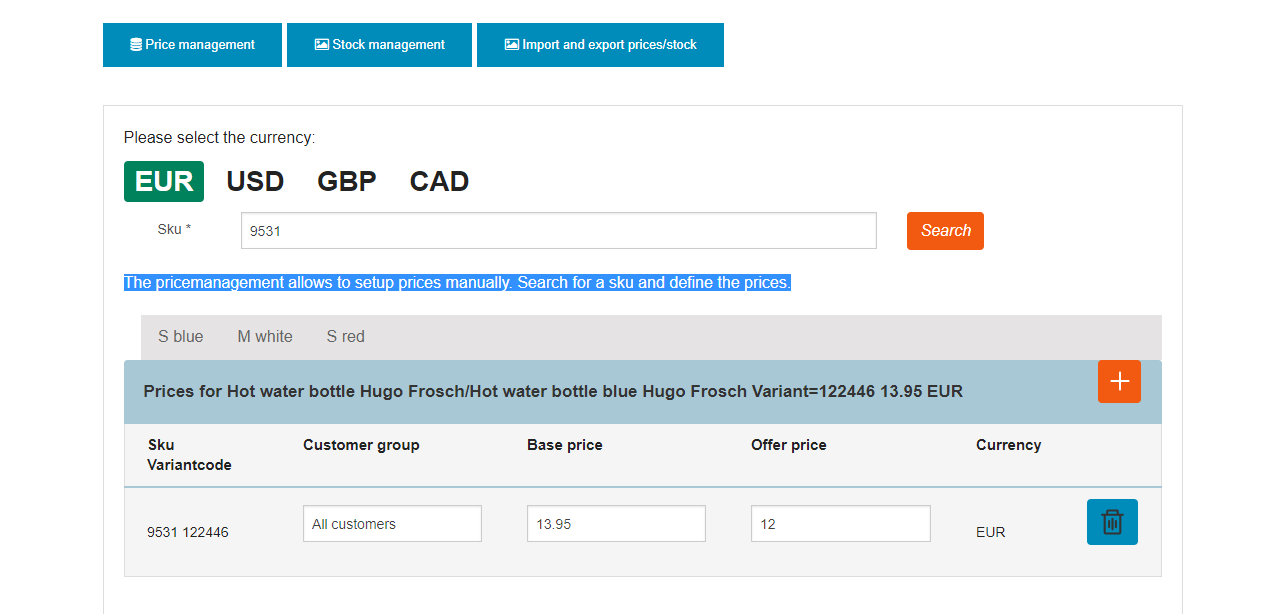 Price management Stock management Import and export prices/stock
Please select the currency:
EUR USD GBP CAD
Sku * 9531 Search
The pricemanagement allows to setup prices manually. Search for a sku and define the prices.
S blue M white S red
Prices for Hot water bottle Hugo Frosch/Hot water bottle blue Hugo Frosch Variant=122446 13.95 EUR
Sku Customer group Base price Offer price Currency
Variantcode
9531 122446 All customers 13.95 12 EUR